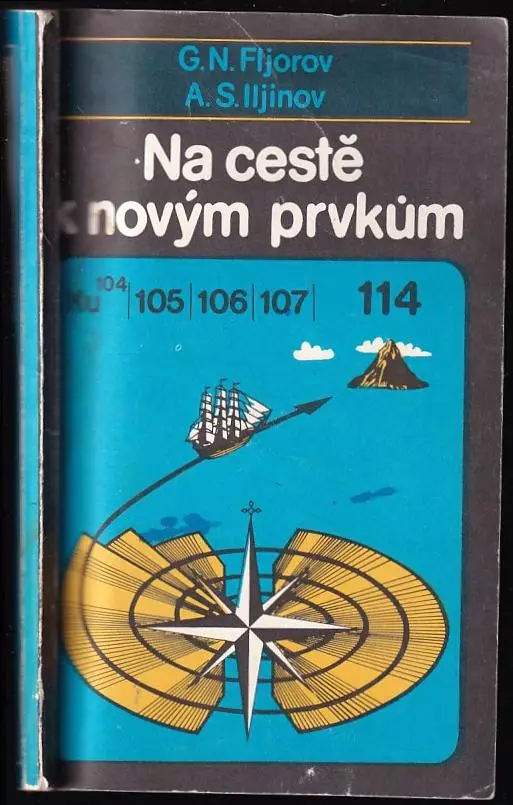 G.N.Fljorov
A.S.Iljinov
Na cestě
k novým prvkům
Ku 104 105 106 107 114